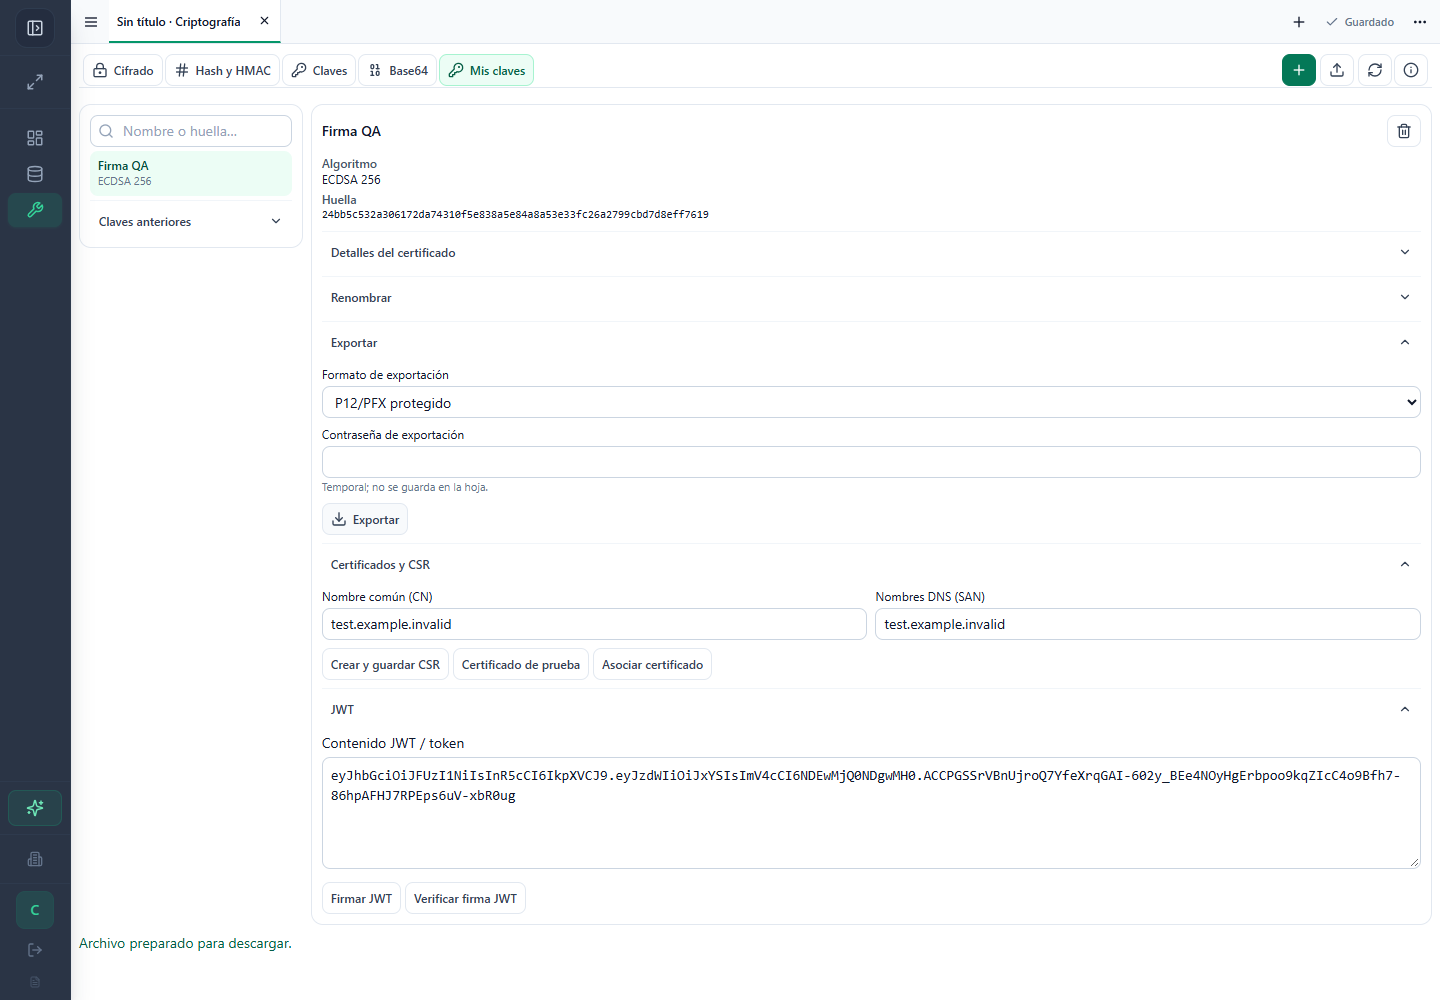 Sin título · Criptografía
Guardado
Cifrado
Hash y HMAC
Claves
Base64
Mis claves
Nombre o huella...
Firma QA
ECDSA 256
Claves anteriores
Firma QA
Algoritmo
ECDSA 256
Huella
24bb5c532a306172da74310f5e838a5e84a8a53e33fc26a2799cbd7d8eff7619
Detalles del certificado
Renombrar
Exportar
Formato de exportación
P12/PFX protegido
Contraseña de exportación
Temporal; no se guarda en la hoja.
Exportar
Certificados y CSR
Nombre común (CN)
Nombres DNS (SAN)
test.example.invalid
test.example.invalid
Crear y guardar CSR
Certificado de prueba
Asociar certificado
JWT
Contenido JWT / token
eyJhbGciOiJFUzI1NiIsInR5cCI6IkpXVCJ9.eyJzdWIiOiJxYSIsImV4cCI6NDEwMjQ0NDgwMH0.ACCPGSSrVBnUjroQ7YfeXrqGAI-602y_BEe4NOyHgErbpoo9kqZIcC4o9Bfh7-
86hpAFHJ7RPEps6uV-xbR0ug
Firmar JWT
Verificar firma JWT
C
Archivo preparado para descargar.